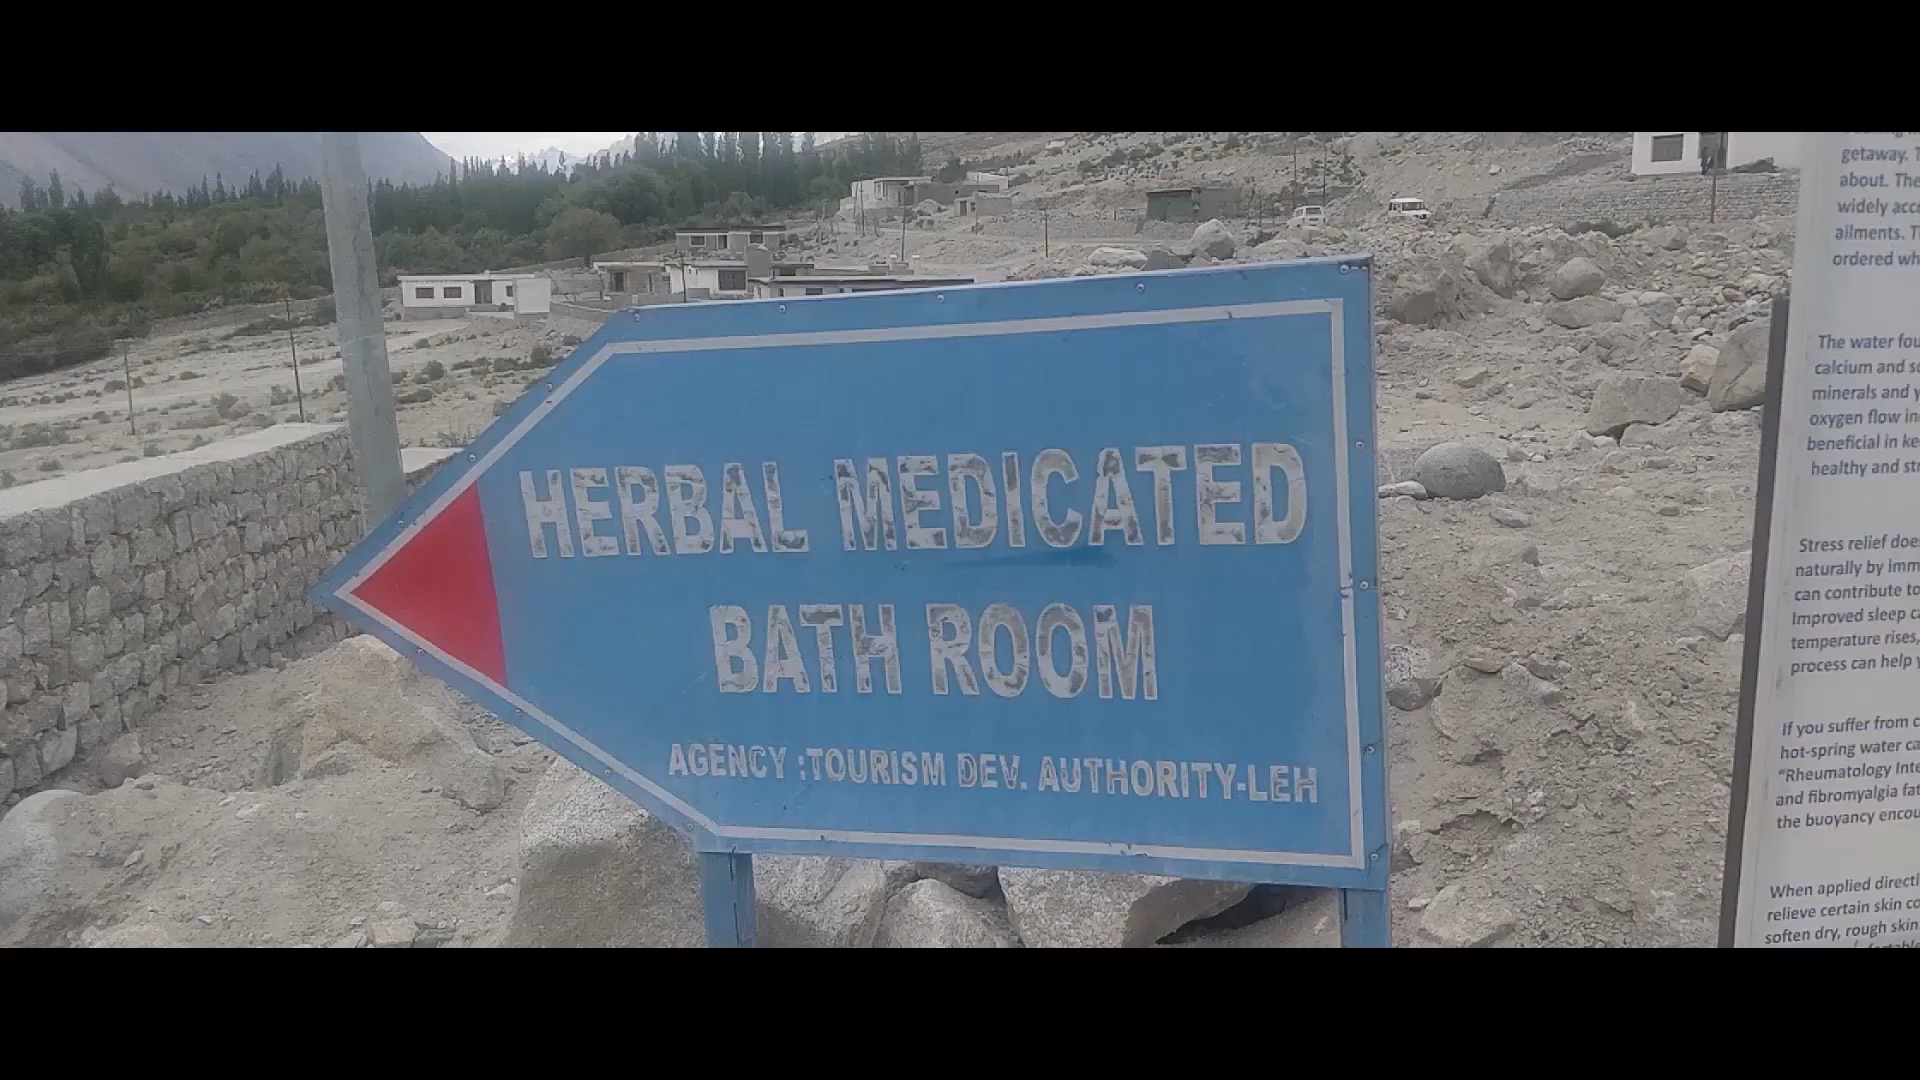 HERBAL MEDICATED
BATH ROOM
AGENCY :TOURISM DEV. AUTHORITY-LEH
getaway.
about. The
widely
ailments.
ordered
The water
calcium and
minerals and
oxygen flow
beneficial in
healthy and
Stress relief
naturally by
can contribute to
Improved sleep
temperature rises,
process can help
If you suffer from
hot-spring water
"Rheumatology
and fibromyalgia
the buoyancy
When applied
relieve certain skin
soften dry, rough skin